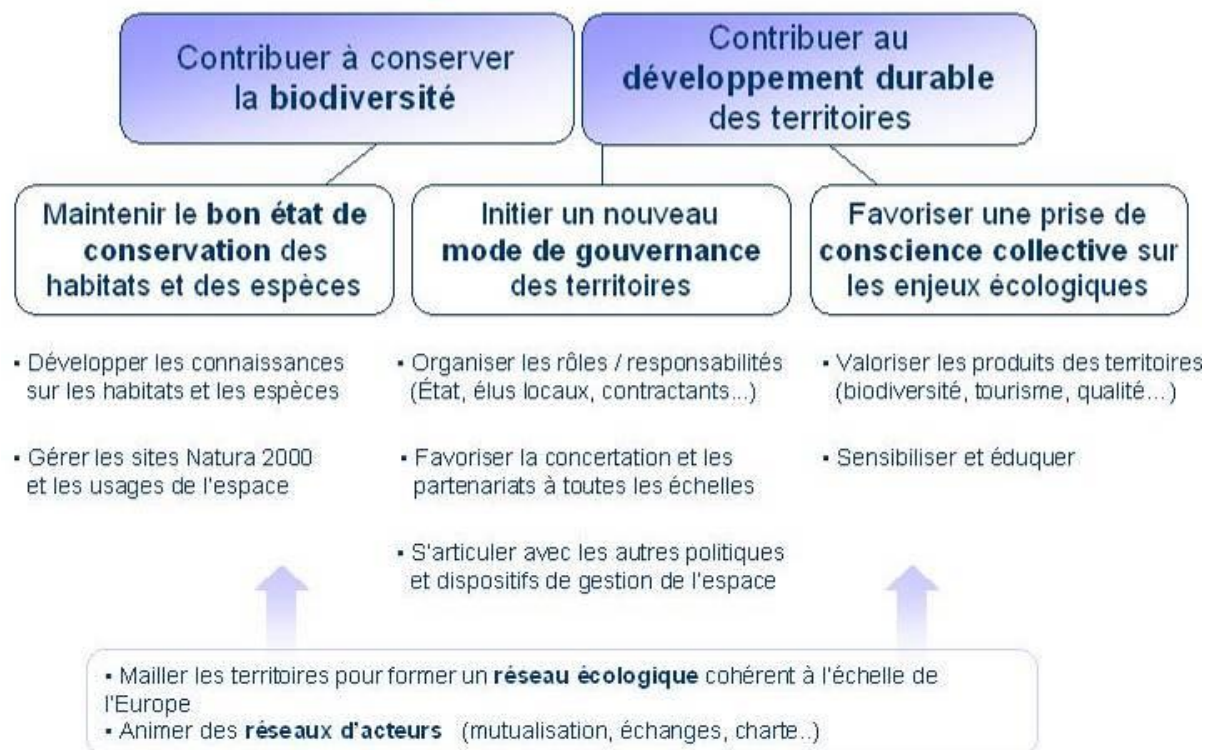 Contribuer à conserver
la biodiversité
Contribuer au
développement durable
des territoires
Maintenir le bon état de
conservation des
habitats et des espèces
Initier un nouveau
mode de gouvernance
des territoires
Favoriser une prise de
conscience collective sur
les enjeux écologiques
▪ Développer les connaissances
sur les habitats et les espèces
▪ Gérer les sites Natura 2000
et les usages de l'espace
▪ Organiser les rôles / responsabilités
(État, élus locaux, contractants...)
▪ Favoriser la concertation et les
partenariats à toutes les échelles
▪ S'articuler avec les autres politiques
et dispositifs de gestion de l'espace
▪ Valoriser les produits des territoires
(biodiversité, tourisme, qualité...)
▪ Sensibiliser et éduquer
▪ Mailler les territoires pour former un réseau écologique cohérent à l'échelle de
l'Europe
▪ Animer des réseaux d'acteurs (mutualisation, échanges, charte..)